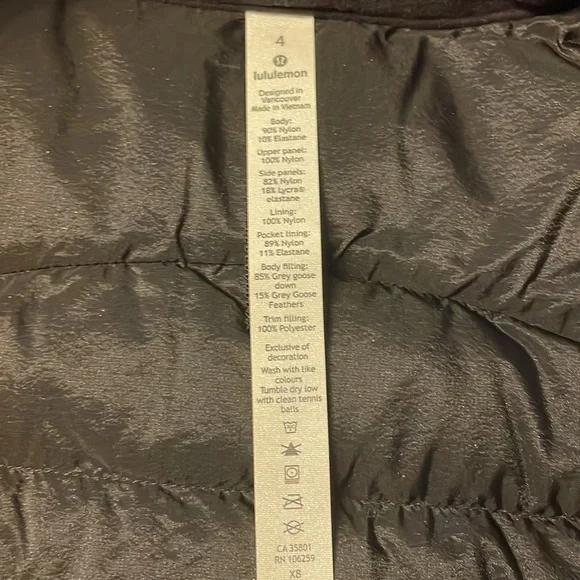 4
lululemon
Designed in
Vancouver
Made in Vietnam
Body:
90% Nylon
10% Elastane
Upper panel:
100% Nylon
Side panels:
82% Nylon
18% Lycra®
elastane
Lining:
100% Nylon
Pocket lining:
89% Nylon
11% Elastane
Body filling:
85% Grey goose
down
15% Grey Goose
Feathers
Trim filling:
100% Polyester
Exclusive of
decoration
Wash with like
colours
Tumble dry low
with clean tennis
balls
CA 35801
RN 106259
X8